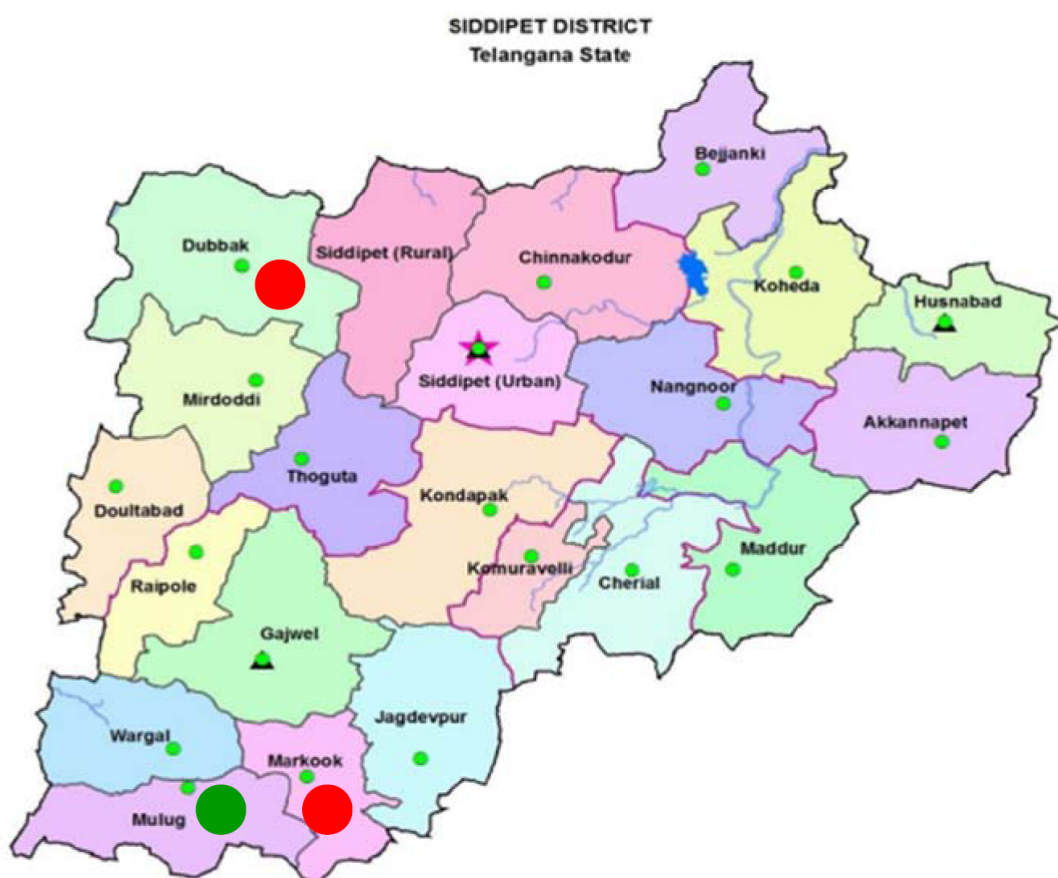 SIDDIPET DISTRICT
Telangana State
Bejjanki
Dubbak
Siddipet (Rural)
Chinnakodur
Koheda
Husnabad
Mirdoddi
Siddipet (Urban)
Nangnoor
Akkannapet
Thoguta
Kondapak
Doultabad
Maddur
Raipole
Komuravelli
Cherial
Gajwel
Jagdevpur
Wargal
Markook
Mulug